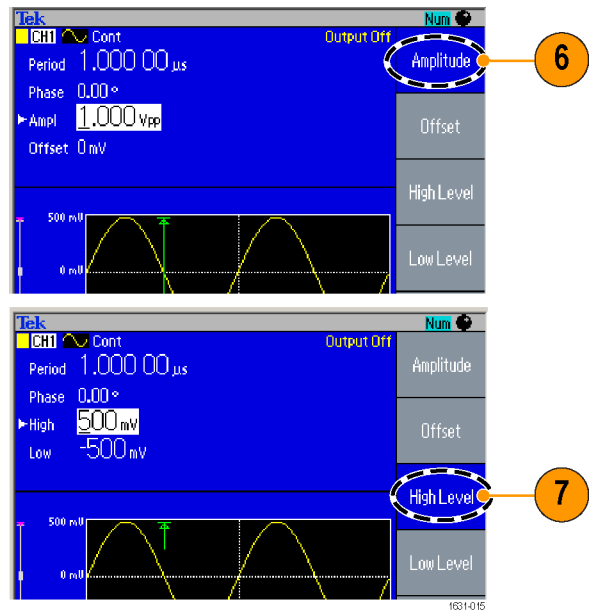 Tek
Num
CH1 Cont
Output Off
Period 1.000 00 µs
Phase 0.00 °
Ampl 1.000 Vpp
Offset 0 mV
Amplitude
6
Offset
High Level
Low Level
500 mV
0 mV
Tek
Num
CH1 Cont
Output Off
Period 1.000 00 µs
Phase 0.00 °
High 500 mV
Low -500 mV
Amplitude
Offset
High Level
7
Low Level
500 mV
0 mV
1631-015